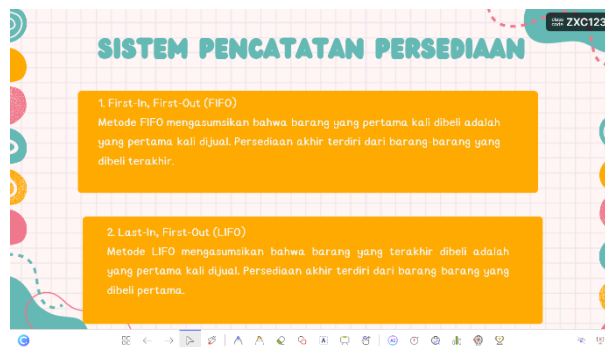 class code ZXC123
SISTEM PENCATATAN PERSEDIAAN
1. First-In, First-Out (FIFO)
Metode FIFO mengasumsikan bahwa barang yang pertama kali dibeli adalah
yang pertama kali dijual. Persediaan akhir terdiri dari barang-barang yang
dibeli terakhir.
2. Last-In, First-Out (LIFO)
Metode LIFO mengasumsikan bahwa barang yang terakhir dibeli adalah
yang pertama kali dijual. Persediaan akhir terdiri dari barang-barang yang
dibeli pertama.